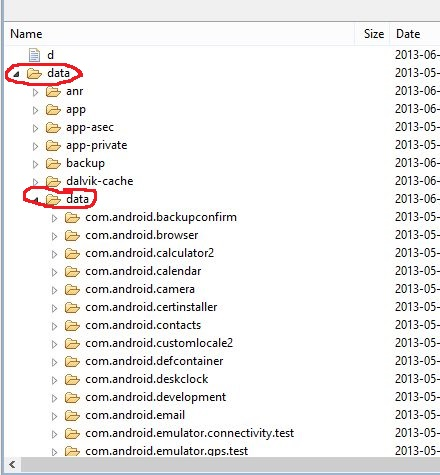 Name Size Date
d 2013-06-
data 2013-05-
anr 2013-06-
app 2013-06-
app-asec 2013-05-
app-private 2013-05-
backup 2013-06-
dalvik-cache 2013-06-
data 2013-06-
com.android.backupconfirm 2013-05-
com.android.browser 2013-05-
com.android.calculator2 2013-05-
com.android.calendar 2013-05-
com.android.camera 2013-05-
com.android.certinstaller 2013-05-
com.android.contacts 2013-05-
com.android.customlocale2 2013-05-
com.android.defcontainer 2013-05-
com.android.deskclock 2013-05-
com.android.development 2013-05-
com.android.email 2013-05-
com.android.emulator.connectivity.test 2013-05-
com.android.emulator.gps.test 2013-05-